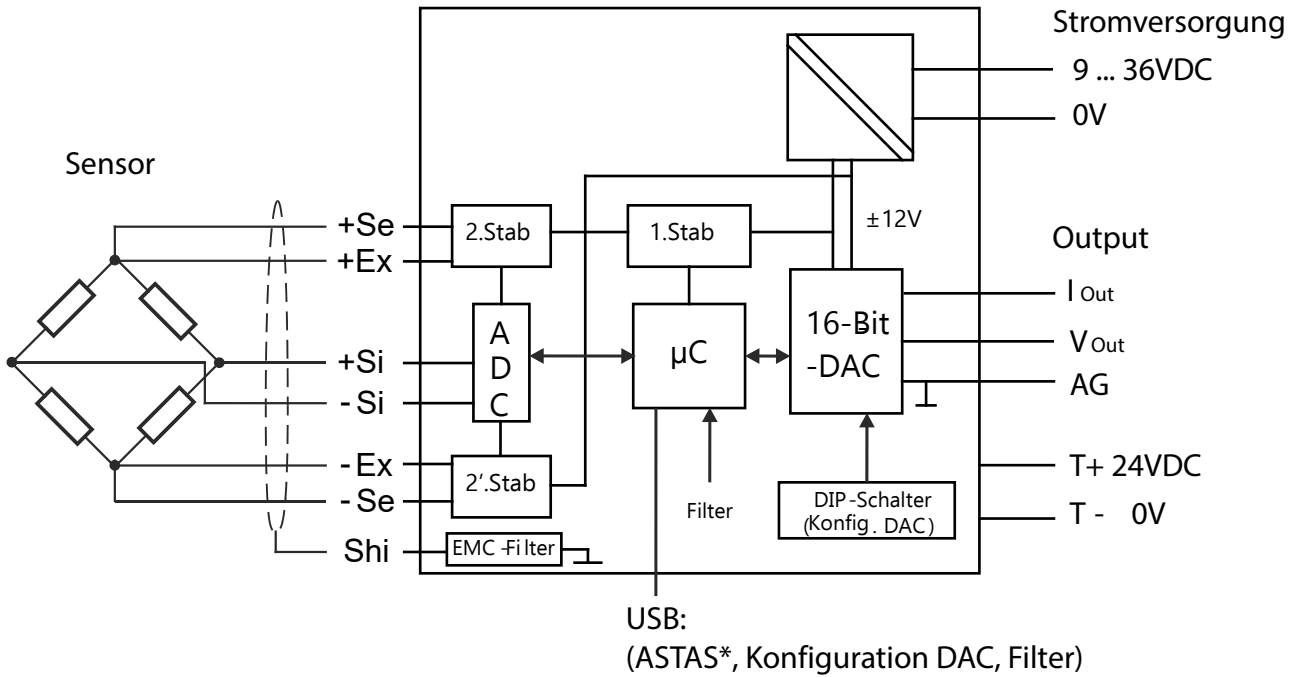 Stromversorgung
9 ... 36VDC
0V
Sensor
+Se
+Ex
+Si
-Si
-Ex
-Se
Shi
2.Stab
1.Stab
±12V
A
D
C
µC
16-Bit
-DAC
2'.Stab
Filter
DIP-Schalter
(Konfig. DAC)
EMC-Filter
Output
I Out
V Out
AG
T+ 24VDC
T - 0V
USB:
(ASTAS*, Konfiguration DAC, Filter)